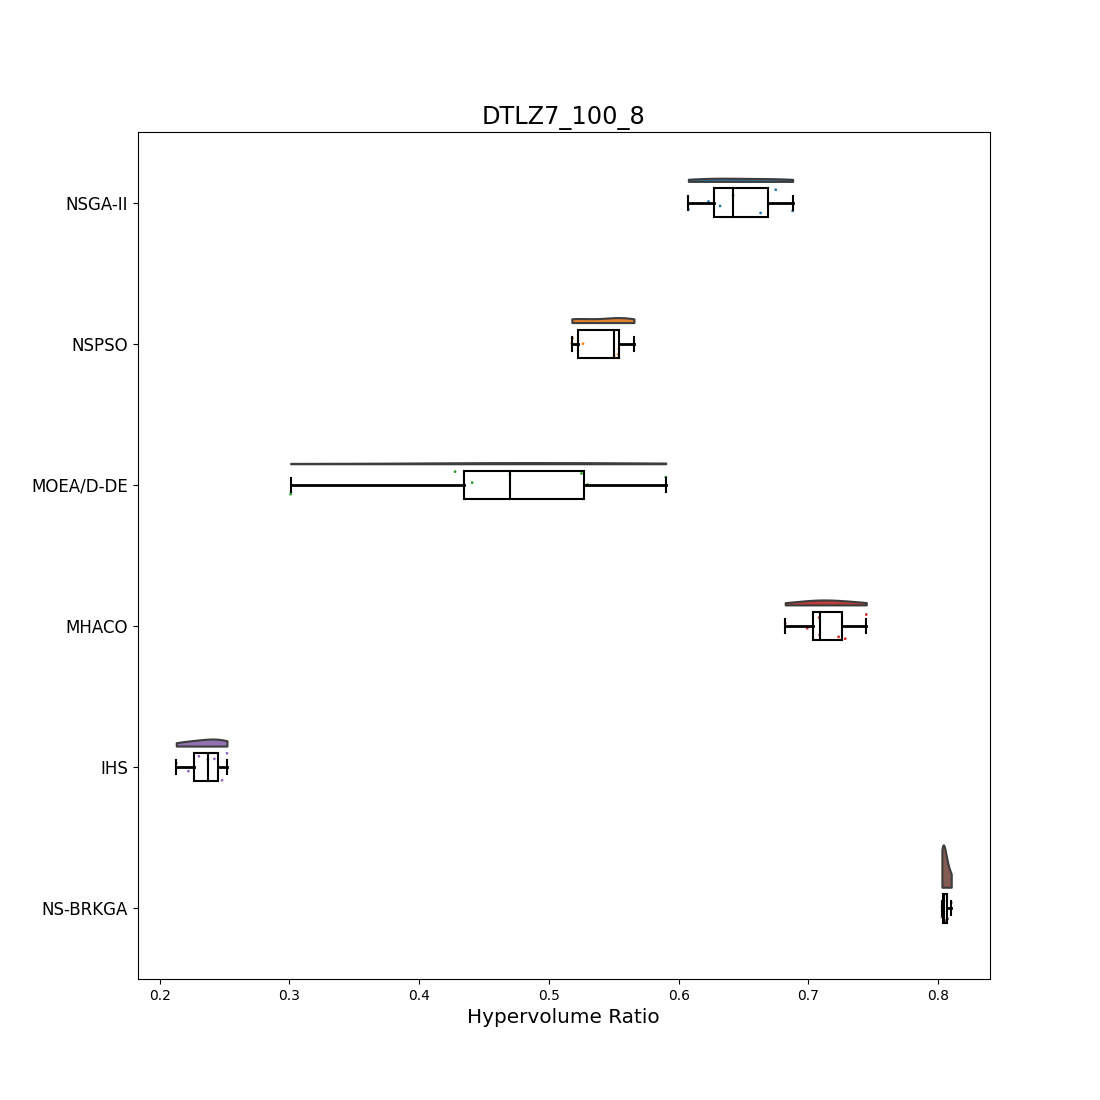 DTLZ7_100_8
NSGA-II
NSPSO
MOEA/D-DE
MHACO
IHS
NS-BRKGA
0.2 0.3 0.4 0.5 0.6 0.7 0.8
Hypervolume Ratio